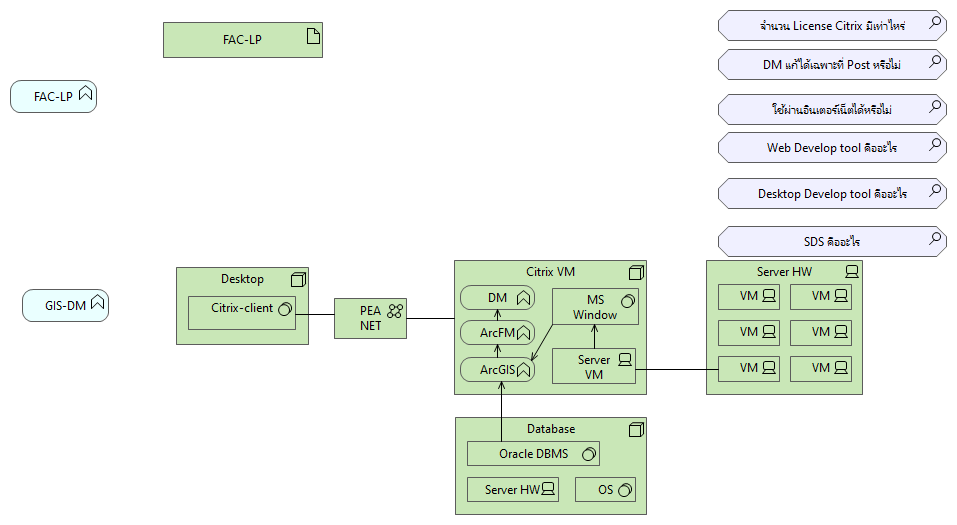 FAC-LP
จำนวน License Citrix มีเท่าไหร่
DM แก้ได้เฉพาะที่ Post หรือไม่
FAC-LP
ใช้ผ่านอินเตอร์เน็ตได้หรือไม่
Web Develop tool คืออะไร
Desktop Develop tool คืออะไร
SDS คืออะไร
GIS-DM
Desktop
Citrix-client
PEA
NET
Citrix VM
DM
ArcFM
ArcGIS
MS
Window
Server
VM
Server HW
VM
VM
VM
VM
VM
VM
Database
Oracle DBMS
Server HW
OS